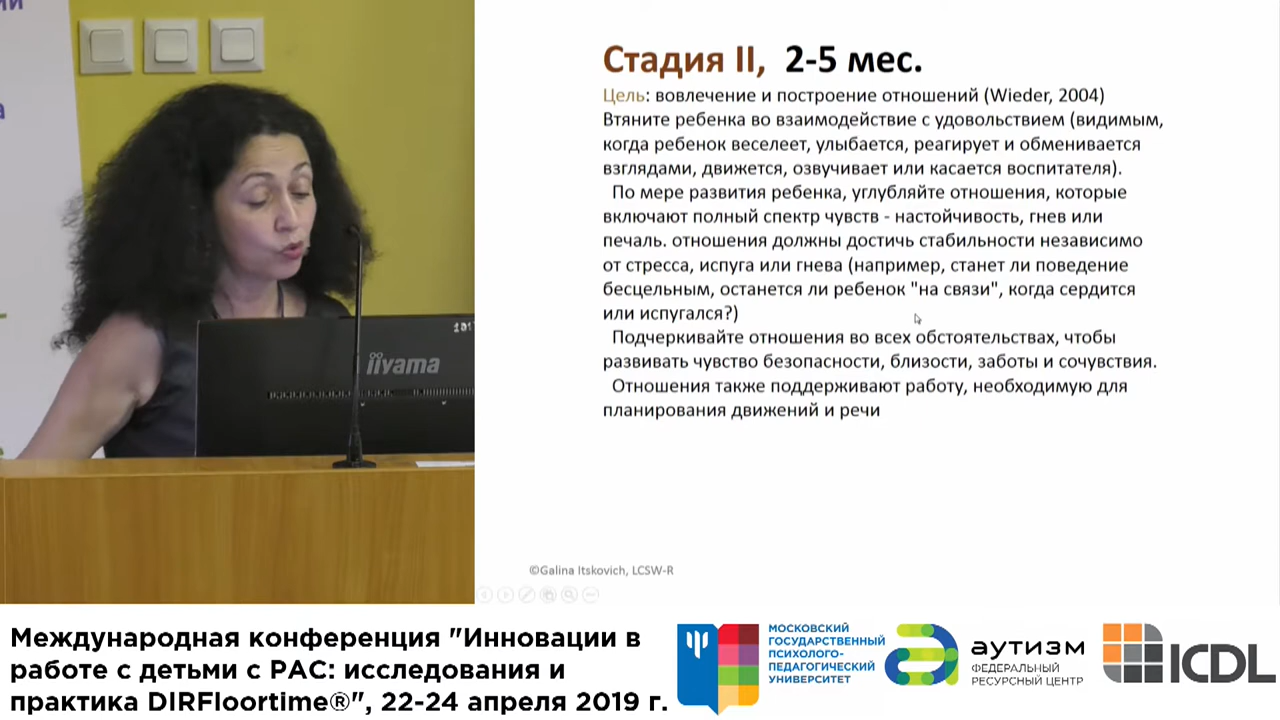 Стадия II, 2-5 мес.
Цель: вовлечение и построение отношений (Wieder, 2004)
Втяните ребенка во взаимодействие с удовольствием (видимым,
когда ребенок веселеет, улыбается, реагирует и обменивается
взглядами, движется, озвучивает или касается воспитателя).
По мере развития ребенка, углубляйте отношения, которые
включают полный спектр чувств - настойчивость, гнев или
печаль. отношения должны достичь стабильности независимо
от стресса, испуга или гнева (например, станет ли поведение
бесцельным, останется ли ребенок "на связи", когда сердится
или испугался?)
Подчеркивайте отношения во всех обстоятельствах, чтобы
развивать чувство безопасности, близости, заботы и сочувствия.
Отношения также поддерживают работу, необходимую для
планирования движений и речи
©Galina Itskovich, LCSW-R
iiyama
Международная конференция "Инновации в
работе с детьми с РАС: исследования и
практика DIRFloortime®", 22-24 апреля 2019 г.
МОСКОВСКИЙ
ГОСУДАРСТВЕННЫЙ
ПСИХОЛОГО-
ПЕДАГОГИЧЕСКИЙ
УНИВЕРСИТЕТ
аутизм
ФЕДЕРАЛЬНЫЙ
РЕСУРСНЫЙ ЦЕНТР
ICDL